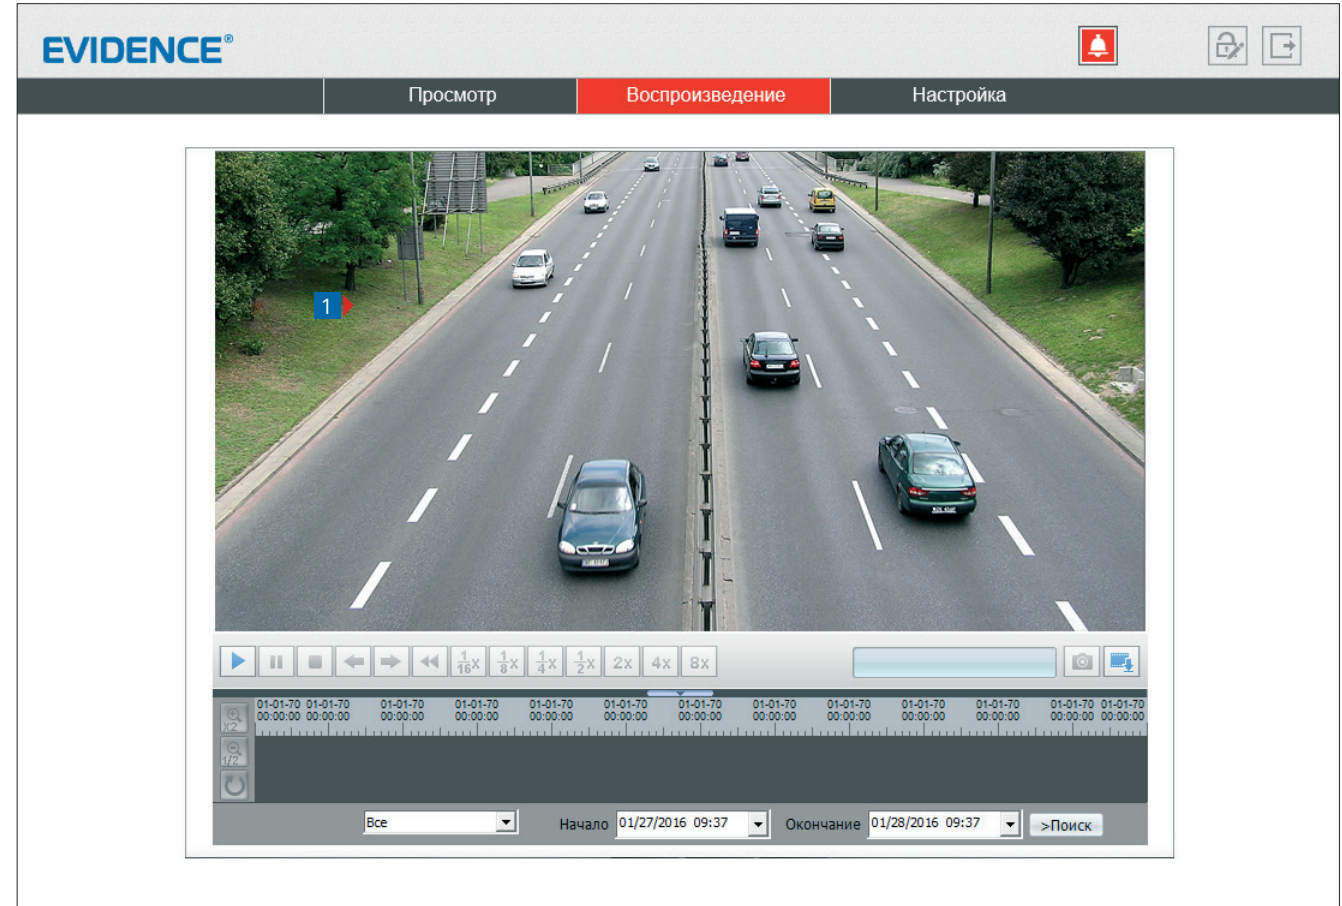 EVIDENCE®
Просмотр Воспроизведение Настройка
1
1/16x 1/8x 1/4x 1/2x 2x 4x 8x
01-01-70 01-01-70 01-01-70 01-01-70 01-01-70 01-01-70 01-01-70 01-01-70 01-01-70 01-01-70 01-01-70 01-01-70 01-01-70
00:00:00 00:00:00 00:00:00 00:00:00 00:00:00 00:00:00 00:00:00 00:00:00 00:00:00 00:00:00 00:00:00 00:00:00 00:00:00
X2
1/2
Все Начало 01/27/2016 09:37 Окончание 01/28/2016 09:37 >Поиск